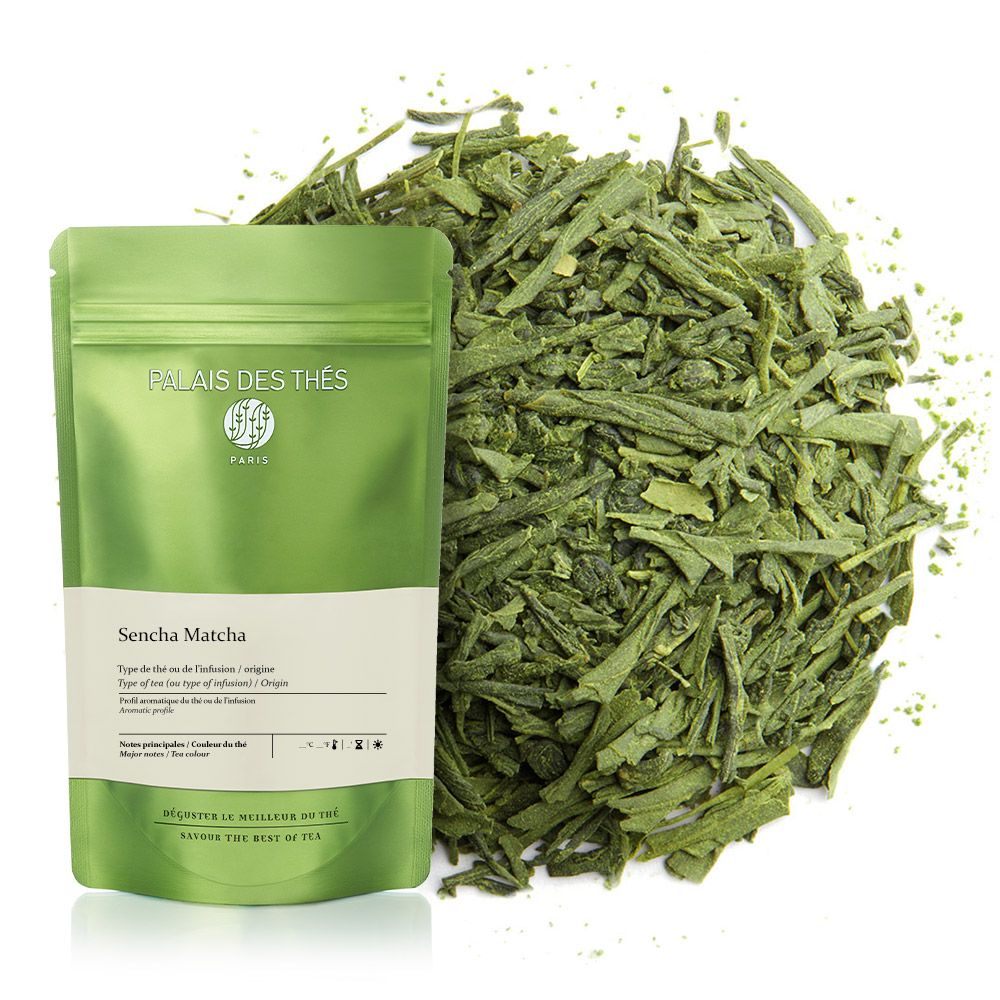 PALAIS DES THÉS
PARIS
Sencha Matcha
Type de thé ou de l'infusion / origine
Type of tea (ou type of infusion) / Origin
Profil aromatique du thé ou de l'infusion
Aromatic profile
Notes principales / Couleur du thé
Major notes / Tea colour
__°C __°F | _'
DÉGUSTER LE MEILLEUR DU THÉ
SAVOUR THE BEST OF TEA